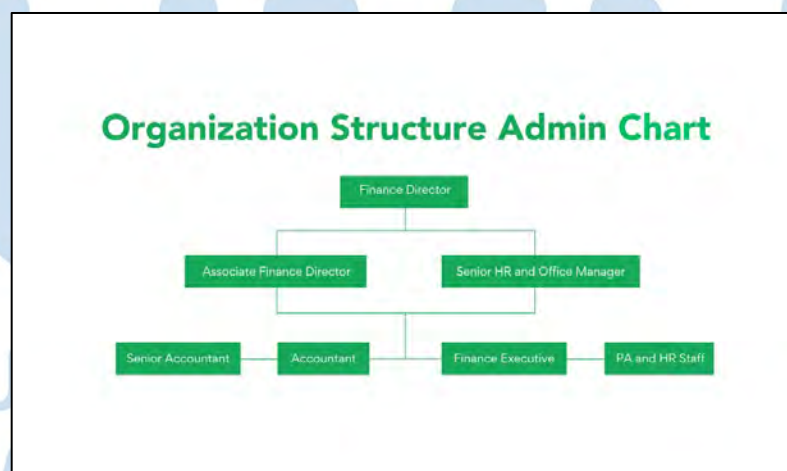 Organization Structure Admin Chart
Finance Director
Associate Finance Director
Senior HR and Office Manager
Senior Accountant
Accountant
Finance Executive
PA and HR Staff